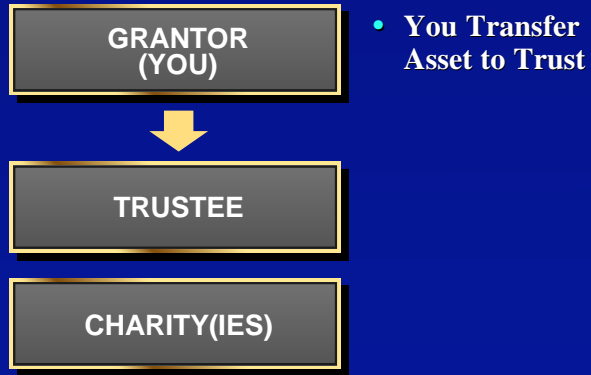 GRANTOR
(YOU)
• You Transfer
Asset to Trust
TRUSTEE
CHARITY(IES)